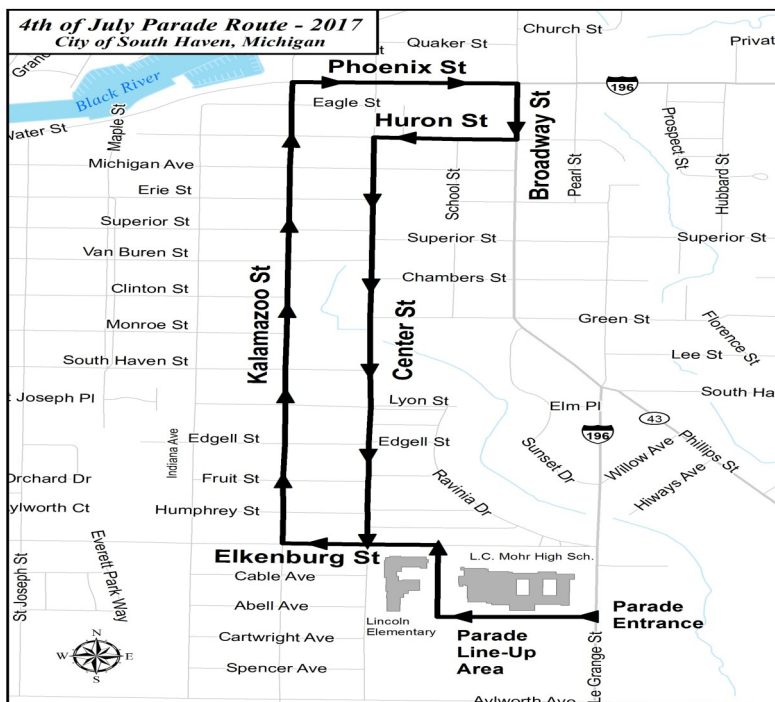 4th of July Parade Route - 2017
City of South Haven, Michigan
Church St
Quaker St
Phoenix St
196
Black River
Eagle St
Huron St
Broadway St
Maple St
Michigan Ave
Erie St
School St
Pearl St
Prospect St
Hubbard St
Superior St
Superior St
Superior St
Van Buren St
Chambers St
Clinton St
Kalamazoo St
Center St
Monroe St
Green St
Florence St
South Haven St
Lee St
Lyon St
Elm Pl
43
196
Indiana Ave
Edgell St
Edgell St
Sunset Dr
Willow Ave
Phillips St
Fruit St
Ravinia Dr
Hiways Ave
Humphrey St
Everett Park Way
Elkenburg St
L.C. Mohr High Sch.
Cable Ave
St Joseph St
Abell Ave
Lincoln
Elementary
Parade
Line-Up
Area
Parade
Entrance
Cartwright Ave
Le Grange St
Spencer Ave
Aylworth Ave
N
W
E
S
Water St
Privat
South Ha
t Joseph Pl
Orchard Dr
ylworth Ct
Grand